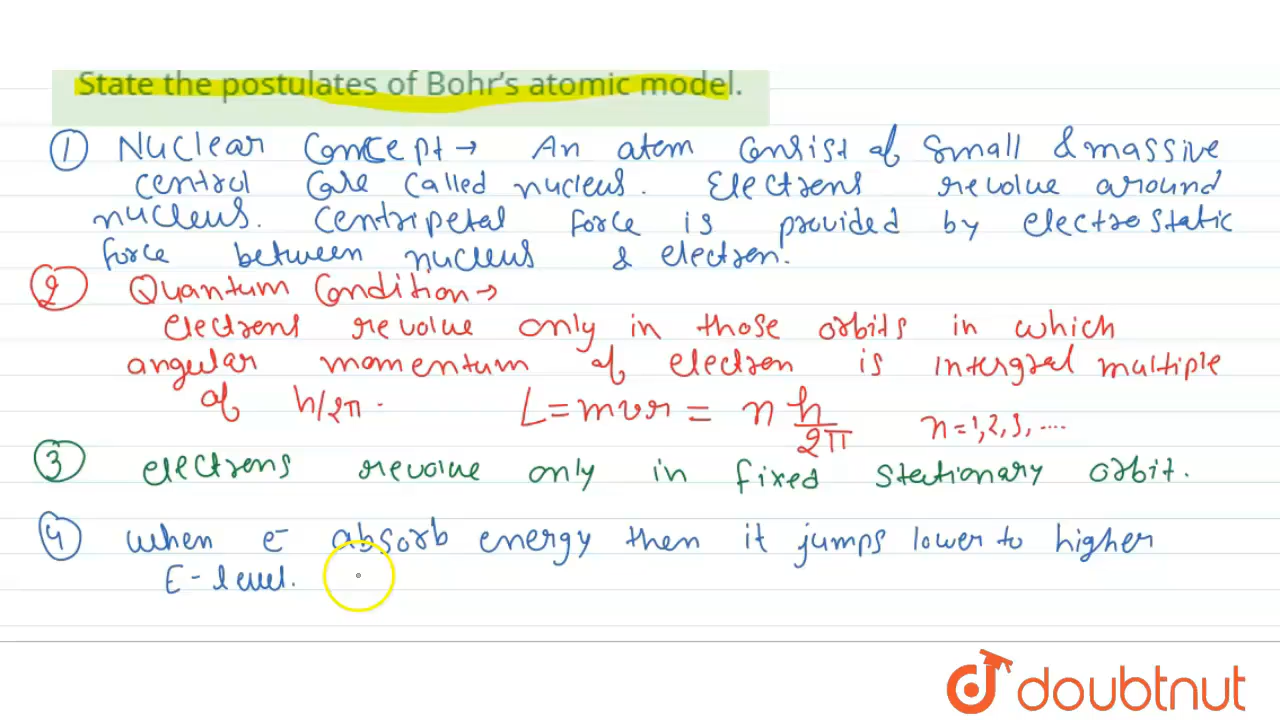 State the postulates of Bohr's atomic model.
① Nuclear Concept → An atom consist of small & massive
central core called nucleus. Electrons revolve around
nucleus. Centripetal force is provided by electrostatic
force between nucleus & electron.
② Quantum Condition →
electrons revolve only in those orbits in which
angular momentum of electron is intergral multiple
of h/2π.
L = mvr = n h/2π n = 1, 2, 3, ....
③ electrons revolve only in fixed stationary orbit.
④ when e⁻ absorb energy then it jumps lower to higher
E-level.
doubtnut